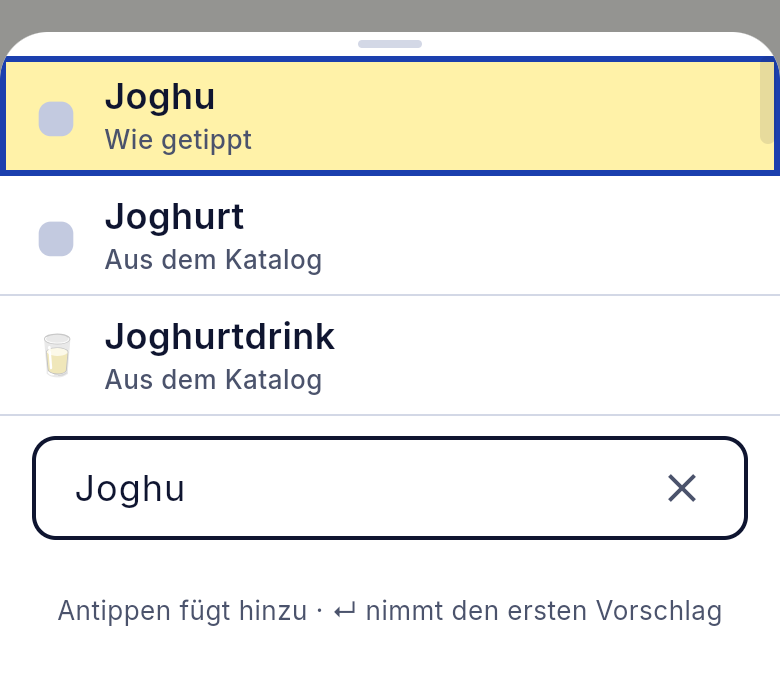 Joghu
Wie getippt
Joghurt
Aus dem Katalog
Joghurtdrink
Aus dem Katalog
Joghu
Antippen fügt hinzu · ↵ nimmt den ersten Vorschlag